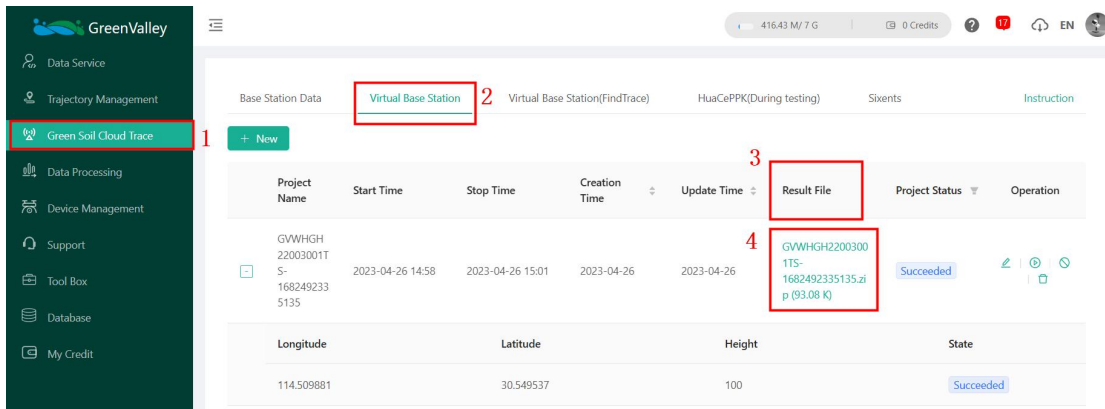 GreenValley
416.43 M/ 7 G
0 Credits
17
EN
Data Service
Trajectory Management
Green Soil Cloud Trace
1
Data Processing
Device Management
Support
Tool Box
Database
My Credit
Base Station Data
Virtual Base Station
2
Virtual Base Station(FindTrace)
HuaCePPK(During testing)
Sixents
Instruction
+ New
3
Project
Name
Start Time
Stop Time
Creation
Time
Update Time
Result File
Project Status
Operation
GVWHGH
22003001T
S-
168249233
5135
2023-04-26 14:58
2023-04-26 15:01
2023-04-26
2023-04-26
4
GVWHGH2200300
1TS-
1682492335135.zi
p (93.08 K)
Succeeded
Longitude
Latitude
Height
State
114.509881
30.549537
100
Succeeded